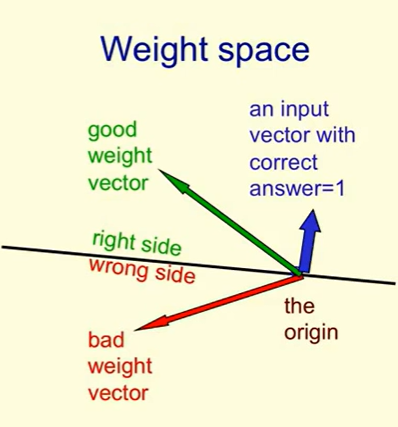 Weight space
good
weight
vector
an input
vector with
correct
answer=1
right side
wrong side
the
origin
bad
weight
vector